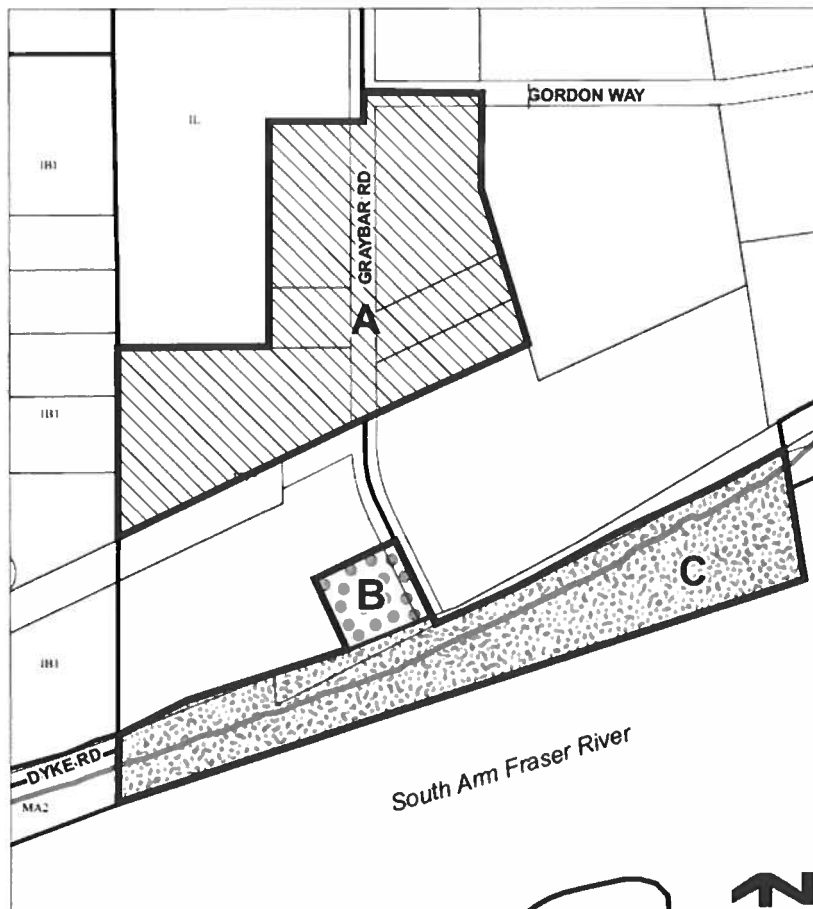 GORDON WAY
IL
IB1
GRAYBAR RD
A
IB1
B
C
IB1
DYKE RD
MA2
South Arm Fraser River
N